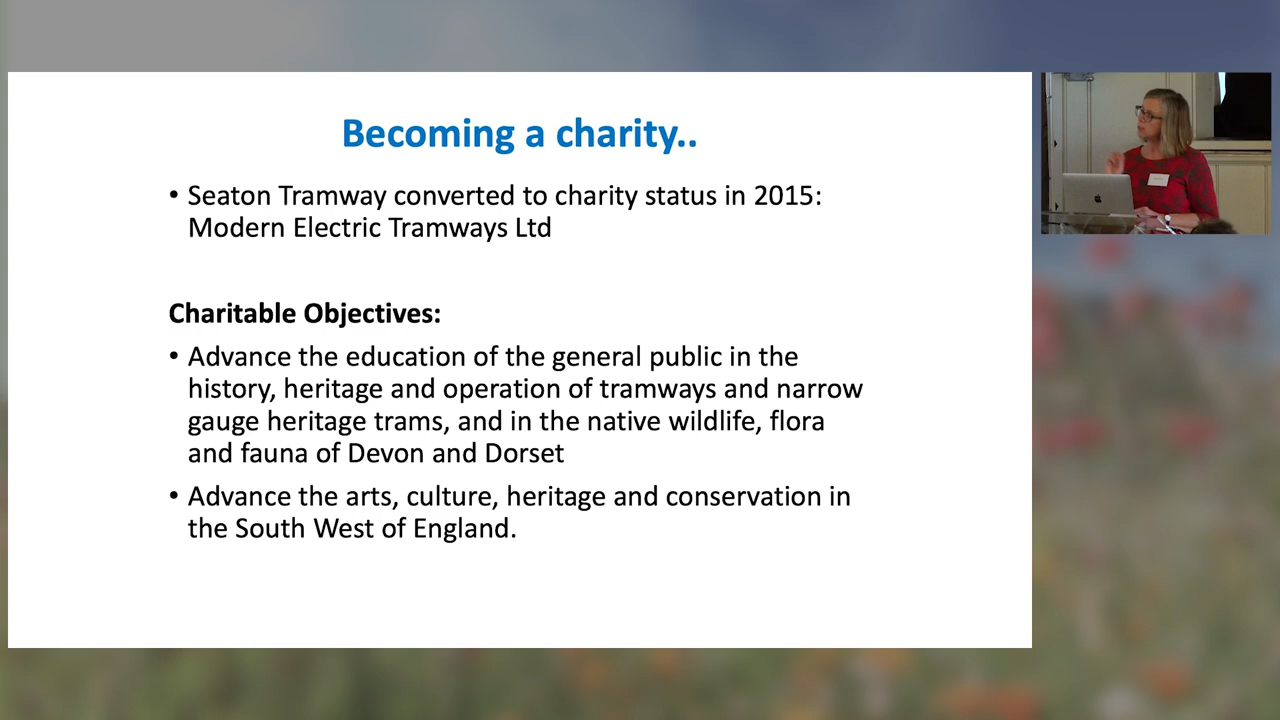 Becoming a charity..
• Seaton Tramway converted to charity status in 2015:
Modern Electric Tramways Ltd
Charitable Objectives:
• Advance the education of the general public in the
history, heritage and operation of tramways and narrow
gauge heritage trams, and in the native wildlife, flora
and fauna of Devon and Dorset
• Advance the arts, culture, heritage and conservation in
the South West of England.